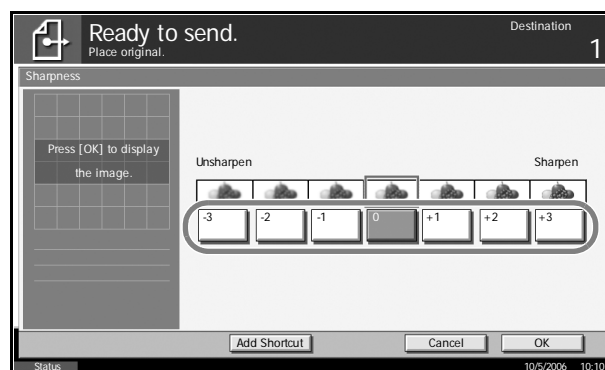 Ready to send.
Place original.
Destination
1
Sharpness
Press [OK] to display
the image.
Unsharpen
Sharpen
-3
-2
-1
0
+1
+2
+3
Add Shortcut
Cancel
OK
Status
10/5/2006 10:10